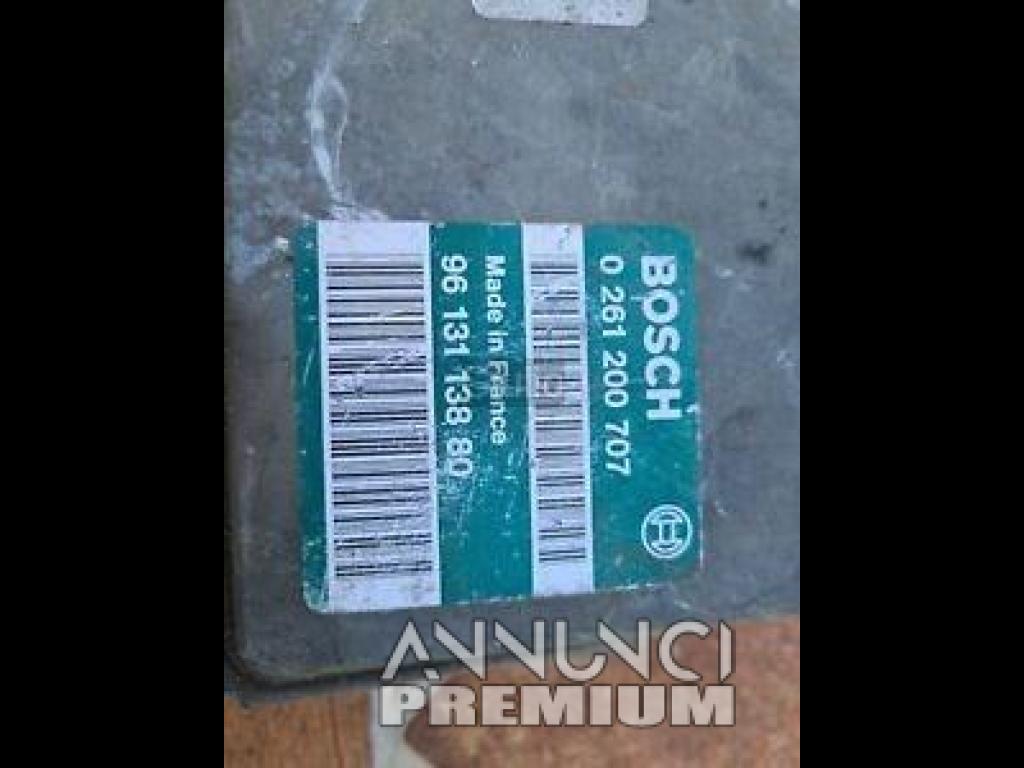 BOSCH
0 261 200 707
Made in France
96 131 138 80
ANNUNCI
PREMIUM